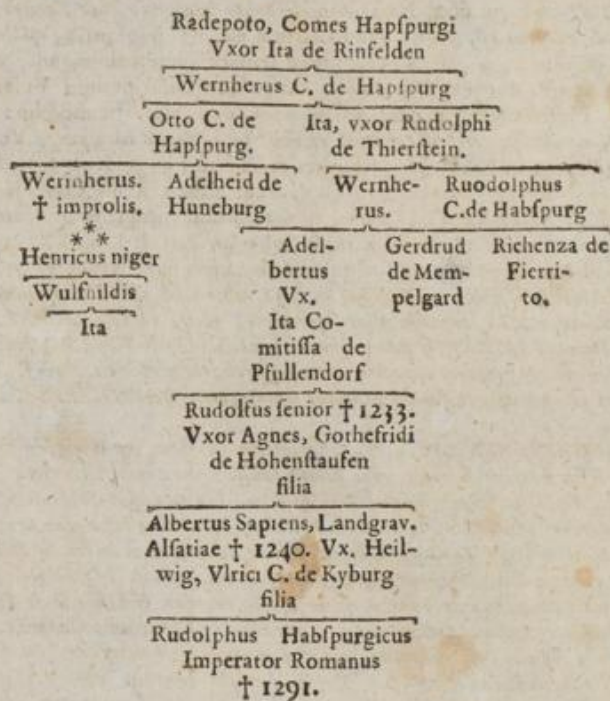 Radepoto, Comes Hapſpurgi
Vxor Ita de Rinfelden
Wernherus C. de Hapſpurg
Otto C. de Ita, vxor Rudolphi
Hapſpurg. de Thierſtein.
Werinherus. Adelheid de Wernhe- Ruodolphus
† improlis. Huneburg rus. C. de Habſpurg
* * *
Henricus niger
Adel- Gerdrud Richenza de
bertus de Mem- Fierri-
Vx. pelgard to.
Wulfhildis
Ita
Ita Co-
mitiſſa de
Pfullendorf
Rudolfus ſenior † 1233.
Vxor Agnes, Gothefridi
de Hohenſtaufen
filia
Albertus Sapiens, Landgrav.
Alſatiae † 1240. Vx. Heil-
wig, Vlrici C. de Kyburg
filia
Rudolphus Habſpurgicus
Imperator Romanus
† 1291.